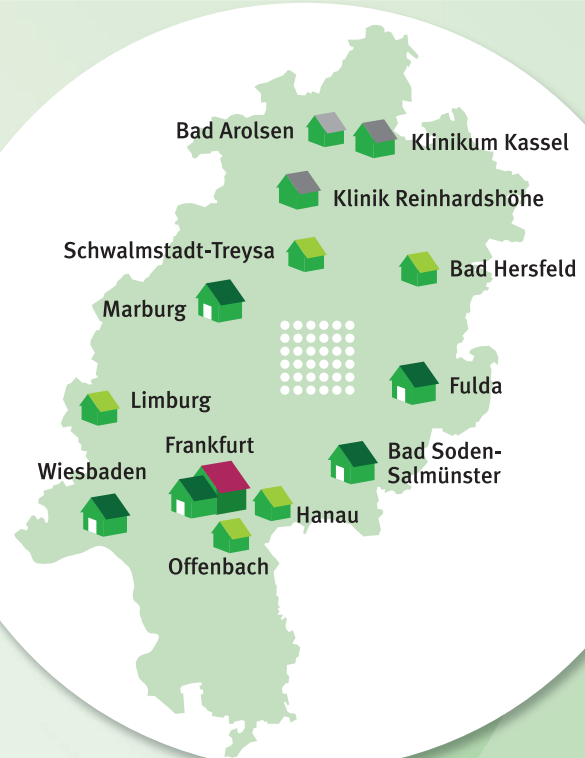 Bad Arolsen
Klinikum Kassel
Klinik Reinhardshöhe
Schwalmstadt-Treysa
Bad Hersfeld
Marburg
Fulda
Limburg
Frankfurt
Bad Soden-
Salmünster
Wiesbaden
Hanau
Offenbach